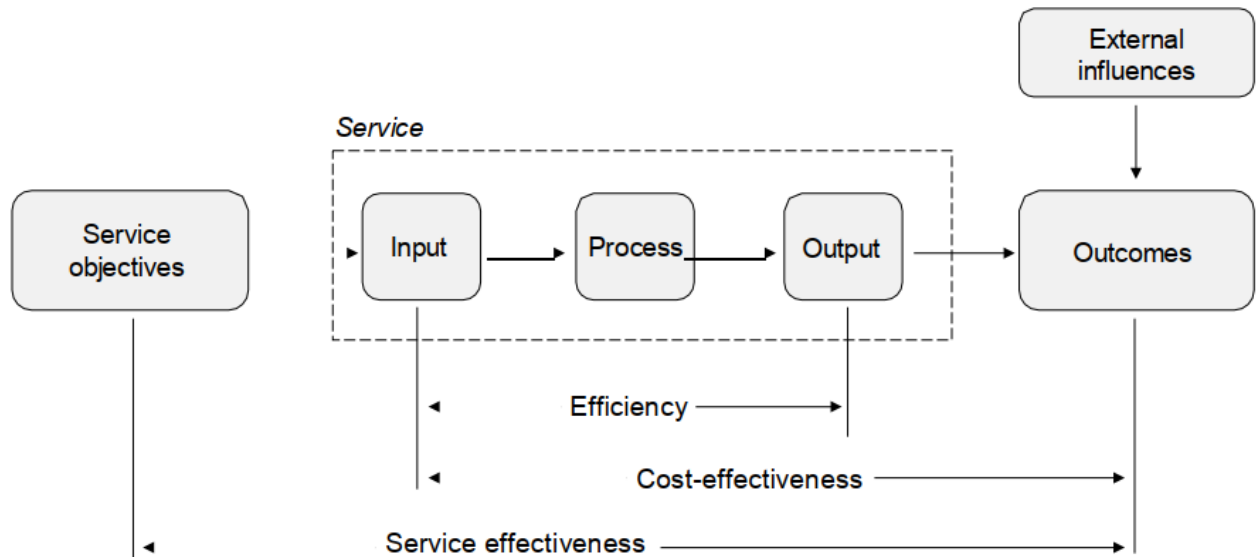 External
influences
Service
Service
objectives
Input
Process
Output
Outcomes
Efficiency
Cost-effectiveness
Service effectiveness